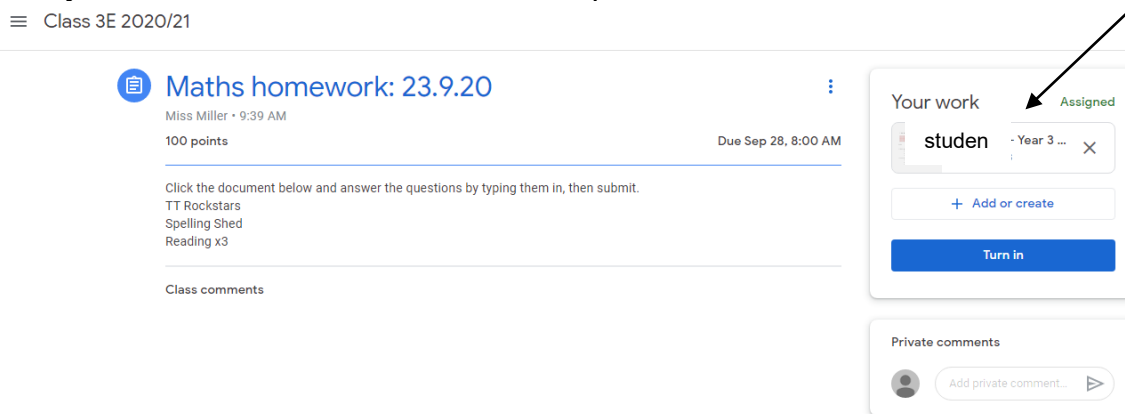 Class 3E 2020/21
Maths homework: 23.9.20
Miss Miller • 9:39 AM
100 points
Due Sep 28, 8:00 AM
Click the document below and answer the questions by typing them in, then submit.
TT Rockstars
Spelling Shed
Reading x3
Class comments
Your work
Assigned
studen
- Year 3 ...
+ Add or create
Turn in
Private comments
Add private comment...